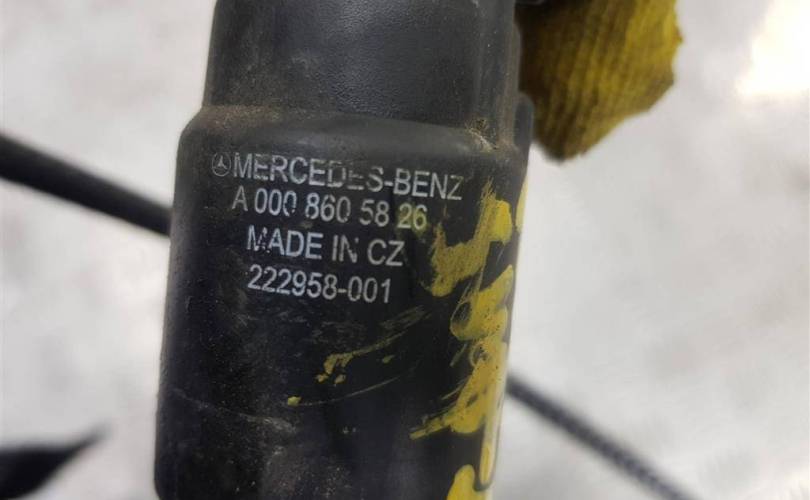 MERCEDES-BENZ
A 000 860 58 26
MADE IN CZ
222958-001